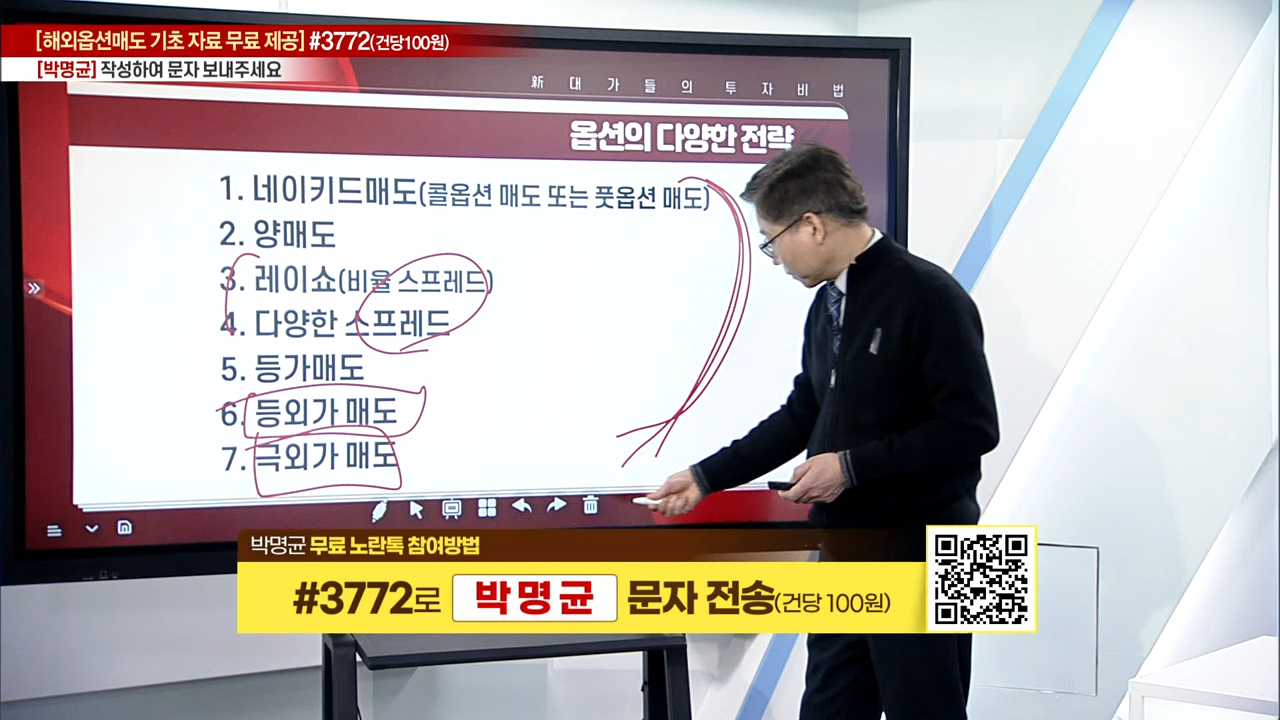 [해외옵션매도 기초 자료 무료 제공] #3772(건당100원)
[박명균] 작성하여 문자 보내주세요
新 대가들의 투자비법
옵션의 다양한 전략
1. 네이키드매도(콜옵션 매도 또는 풋옵션 매도)
2. 양매도
3. 레이쇼(비율 스프레드)
4. 다양한 스프레드
5. 등가매도
6. 등외가 매도
7. 극외가 매도
박명균 무료 노란톡 참여방법
#3772로 박명균 문자 전송(건당 100원)